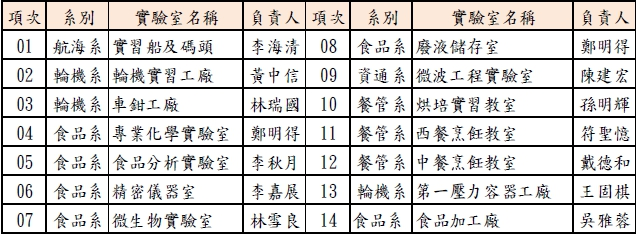 項次 系別 實驗室名稱 負責人 項次 系別 實驗室名稱 負責人
01 航海系 實習船及碼頭 李海清 08 食品系 廢液儲存室 鄭明得
02 輪機系 輪機實習工廠 黃中信 09 資通系 微波工程實驗室 陳建宏
03 輪機系 車鉗工廠 林瑞國 10 餐管系 烘培實習教室 孫明輝
04 食品系 專業化學實驗室 鄭明得 11 餐管系 西餐烹飪教室 符聖憶
05 食品系 食品分析實驗室 李秋月 12 餐管系 中餐烹飪教室 戴德和
06 食品系 精密儀器室 李嘉展 13 輪機系 第一壓力容器工廠 王固棋
07 食品系 微生物實驗室 林雪良 14 食品系 食品加工廠 吳雅蓉